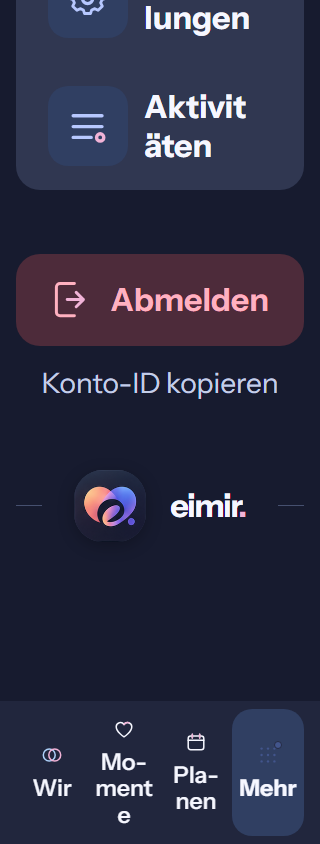 lungen
Aktivit
äten
Abmelden
Konto-ID kopieren
eimir.
Wir
Mo-
ment
e
Pla-
nen
Mehr